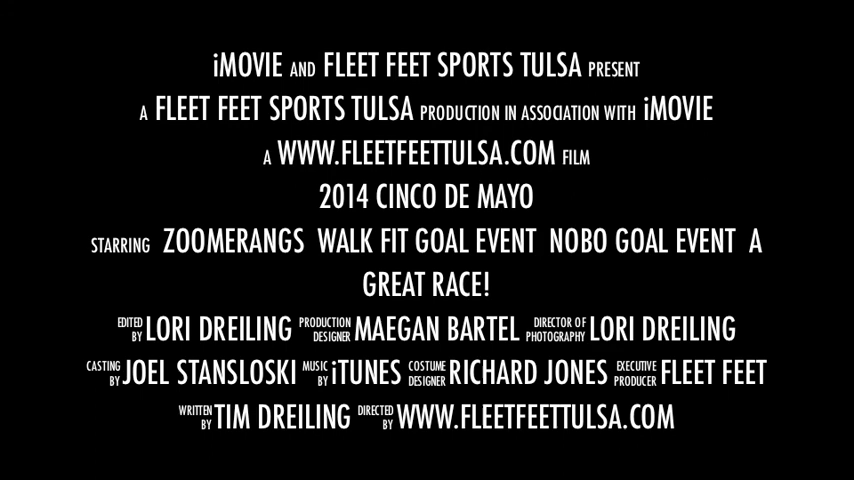 iMOVIE AND FLEET FEET SPORTS TULSA PRESENT
A FLEET FEET SPORTS TULSA PRODUCTION IN ASSOCIATION WITH iMOVIE
A WWW.FLEETFEETTULSA.COM FILM
2014 CINCO DE MAYO
STARRING ZOOMERANGS WALK FIT GOAL EVENT NOBO GOAL EVENT A
GREAT RACE!
EDITED BY LORI DREILING PRODUCTION DESIGNER MAEGAN BARTEL DIRECTOR OF PHOTOGRAPHY LORI DREILING
CASTING BY JOEL STANSLOSKI MUSIC BY iTUNES COSTUME DESIGNER RICHARD JONES EXECUTIVE PRODUCER FLEET FEET
WRITTEN BY TIM DREILING DIRECTED BY WWW.FLEETFEETTULSA.COM